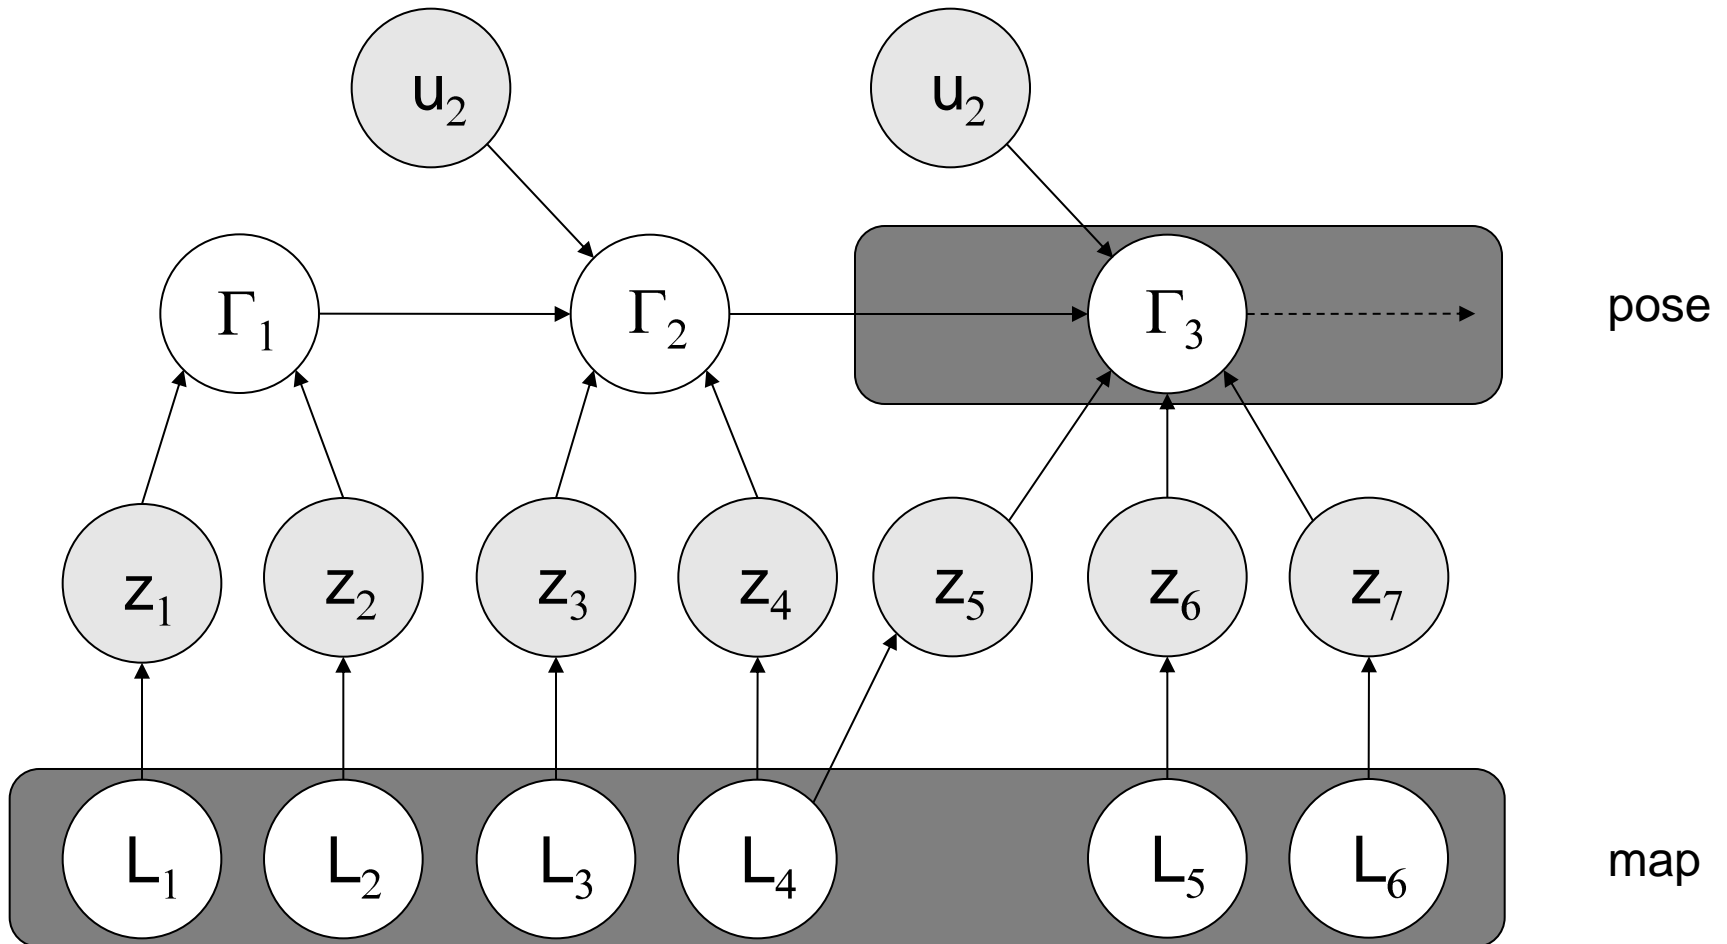 u₂ u₂
Γ₁ Γ₂ Γ₃ pose
z₁ z₂ z₃ z₄ z₅ z₆ z₇
L₁ L₂ L₃ L₄ L₅ L₆ map